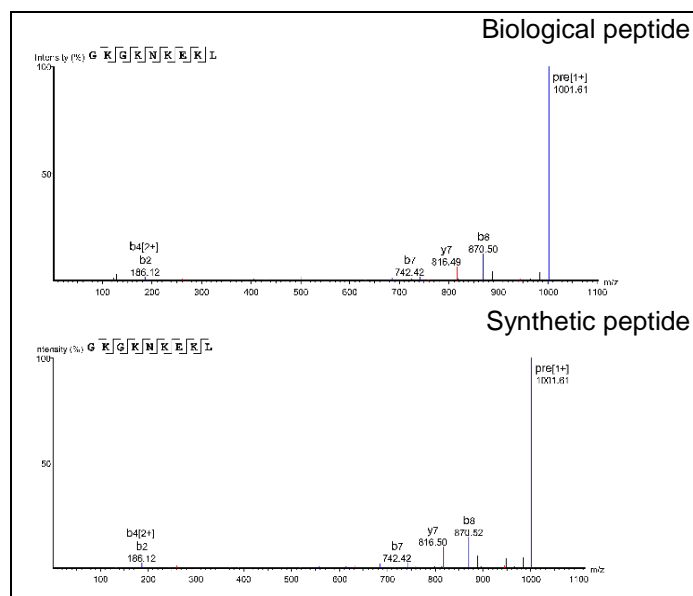 Biological peptide
Intensity (%) G K G K N K E K L
100
pre[1+]
1001.61
50
b4[2+]
b2
186.12
b7
742.42
y7
816.49
b8
870.50
100 200 300 400 500 600 700 800 900 1000 1100 m/z
Synthetic peptide
ntensity (%) G K G K N K E K L
100
pre[1+]
1001.61
50
b4[2+]
b2
186.12
b7
742.42
y7
816.50
b8
870.52
100 200 300 400 500 600 700 800 900 1000 1100 m/z